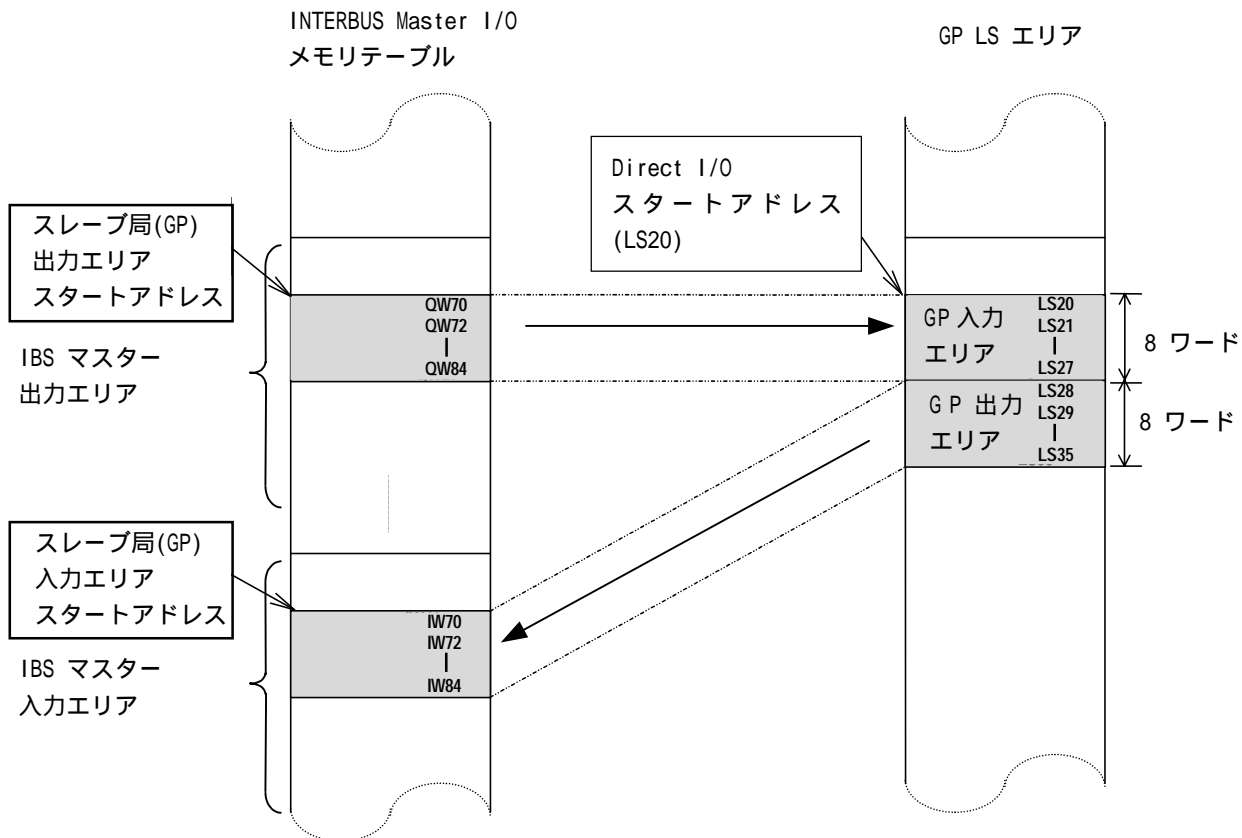 INTERBUS Master I/O
メモリテーブル
GP LS エリア
Direct I/O
スタートアドレス
(LS20)
スレーブ局(GP)
出力エリア
スタートアドレス
IBS マスター
出力エリア
QW70
QW72
QW84
GP 入力
エリア
LS20
LS21
LS27
8 ワード
GP 出力
エリア
LS28
LS29
LS35
8 ワード
スレーブ局(GP)
入力エリア
スタートアドレス
IBS マスター
入力エリア
IW70
IW72
IW84